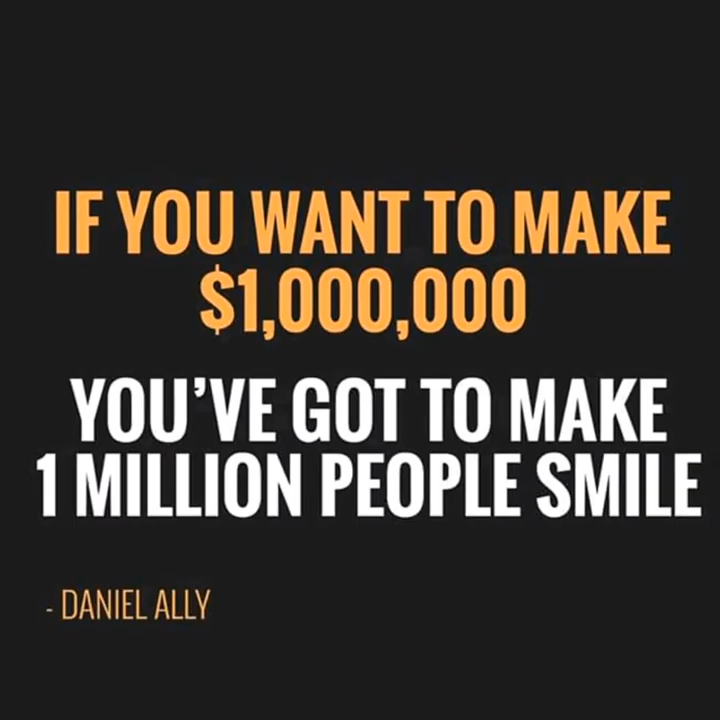 IF YOU WANT TO MAKE
$1,000,000
YOU'VE GOT TO MAKE
1 MILLION PEOPLE SMILE
- DANIEL ALLY